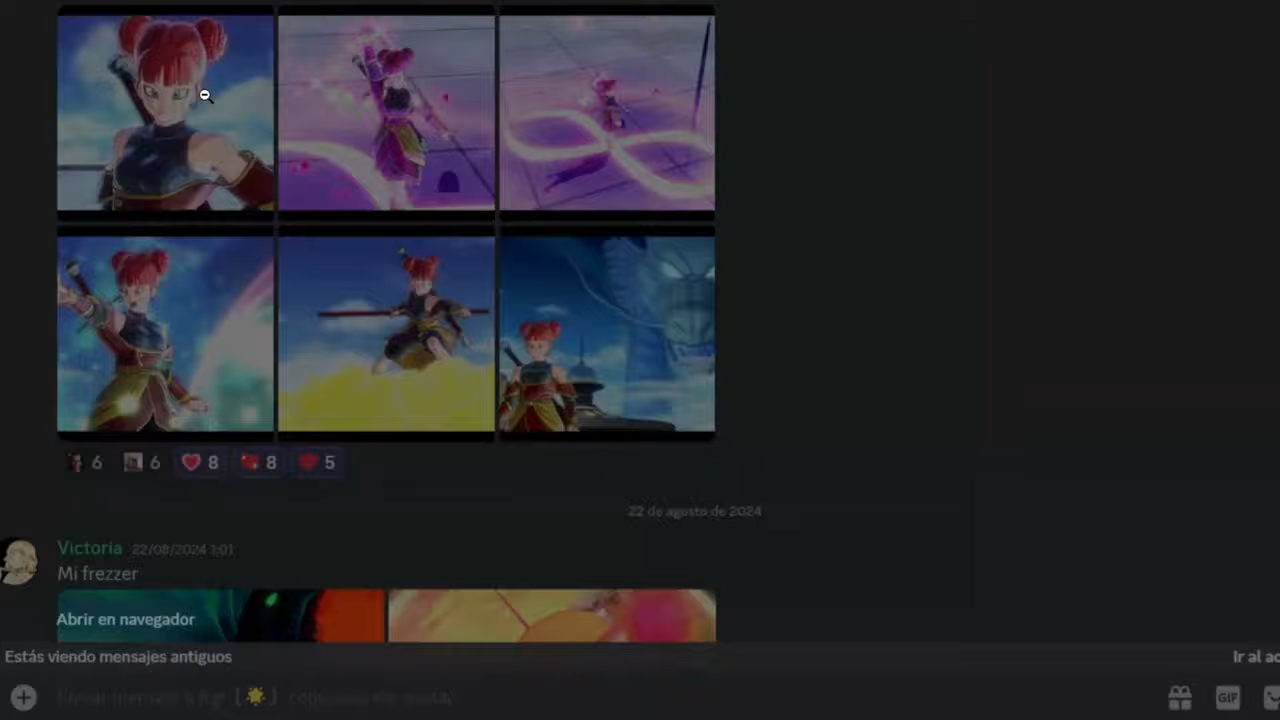 6 6 8 8 5
22 de agosto de 2024
Victoria 22/08/2024 1:01
Mi frezzer
Abrir en navegador
Estás viendo mensajes antiguos
Ir al ac
GIF